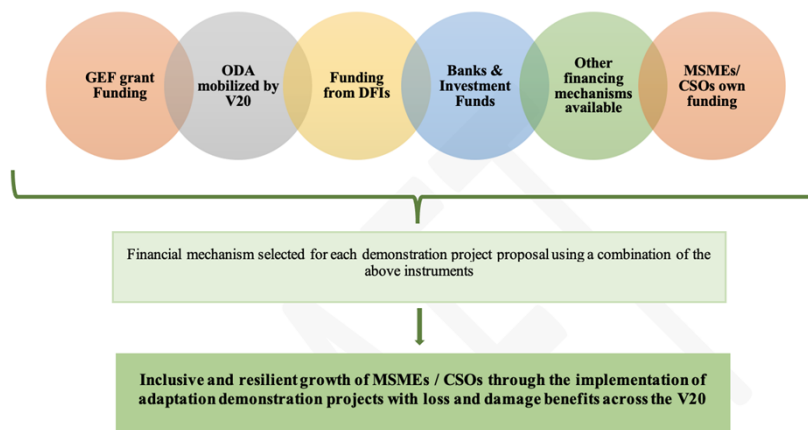 GEF grant
Funding
ODA
mobilized by
V20
Funding
from DFIs
Banks &
Investment
Funds
Other
financing
mechanisms
available
MSMEs/
CSOs own
funding
Financial mechanism selected for each demonstration project proposal using a combination of the
above instruments
Inclusive and resilient growth of MSMEs / CSOs through the implementation of
adaptation demonstration projects with loss and damage benefits across the V20